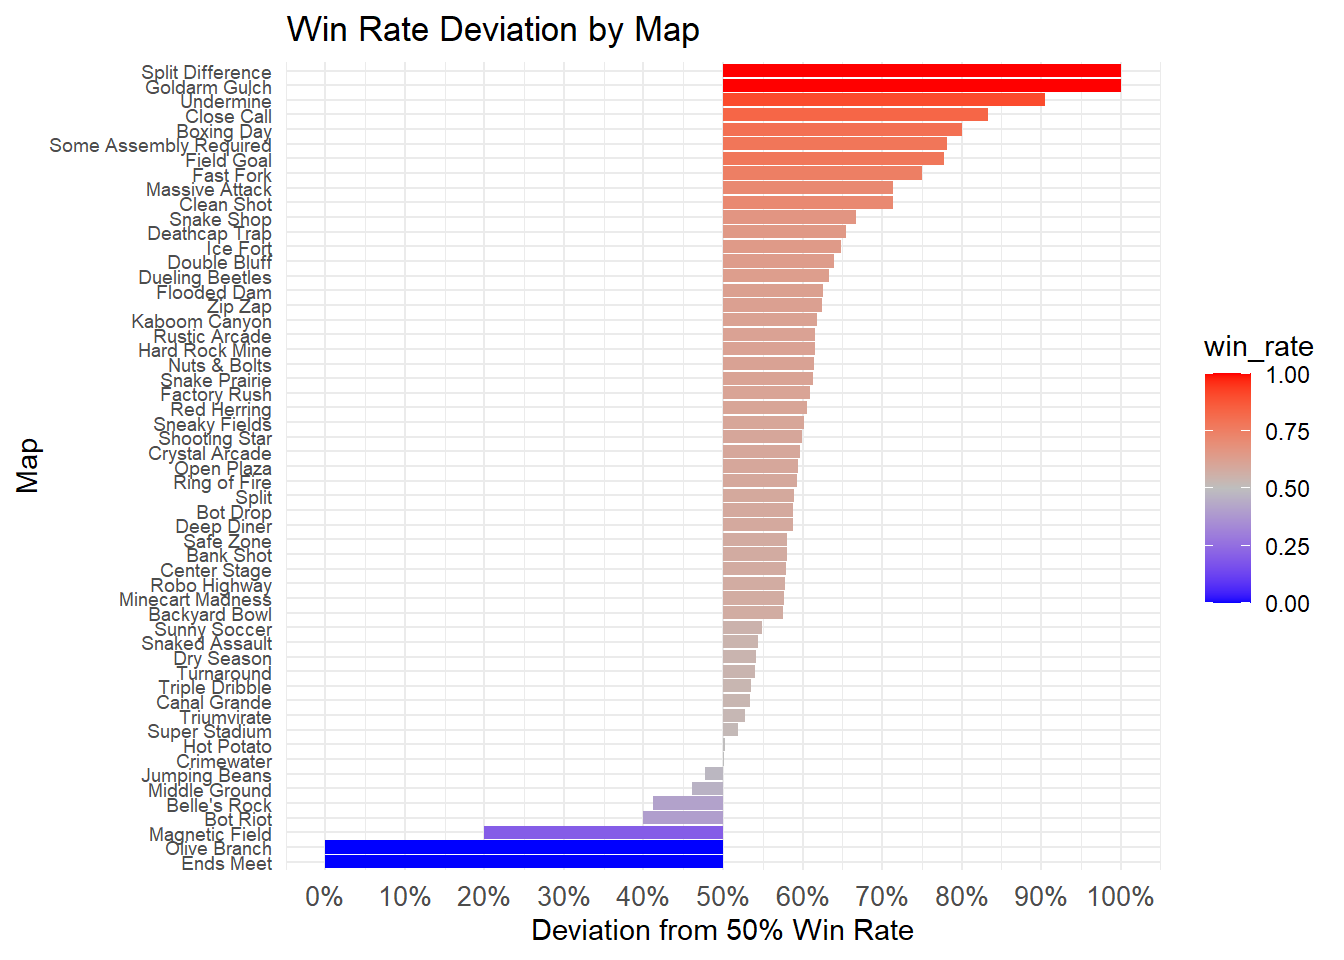 Win Rate Deviation by Map
Split Difference
Goldarm Gulch
Undermine
Close Call
Boxing Day
Some Assembly Required
Field Goal
Fast Fork
Massive Attack
Clean Shot
Snake Shop
Deathcap Trap
Ice Fort
Double Bluff
Dueling Beetles
Flooded Dam
Zip Zap
Kaboom Canyon
Rustic Arcade
Hard Rock Mine
Nuts & Bolts
Snake Prairie
Factory Rush
Red Herring
Sneaky Fields
Shooting Star
Crystal Arcade
Open Plaza
Ring of Fire
Split
Bot Drop
Deep Diner
Safe Zone
Bank Shot
Center Stage
Robo Highway
Minecart Madness
Backyard Bowl
Sunny Soccer
Snaked Assault
Dry Season
Turnaround
Triple Dribble
Canal Grande
Triumvirate
Super Stadium
Hot Potato
Crimewater
Jumping Beans
Middle Ground
Belle's Rock
Bot Riot
Magnetic Field
Olive Branch
Ends Meet
Map
0% 10% 20% 30% 40% 50% 60% 70% 80% 90% 100%
Deviation from 50% Win Rate
win_rate
1.00
0.75
0.50
0.25
0.00